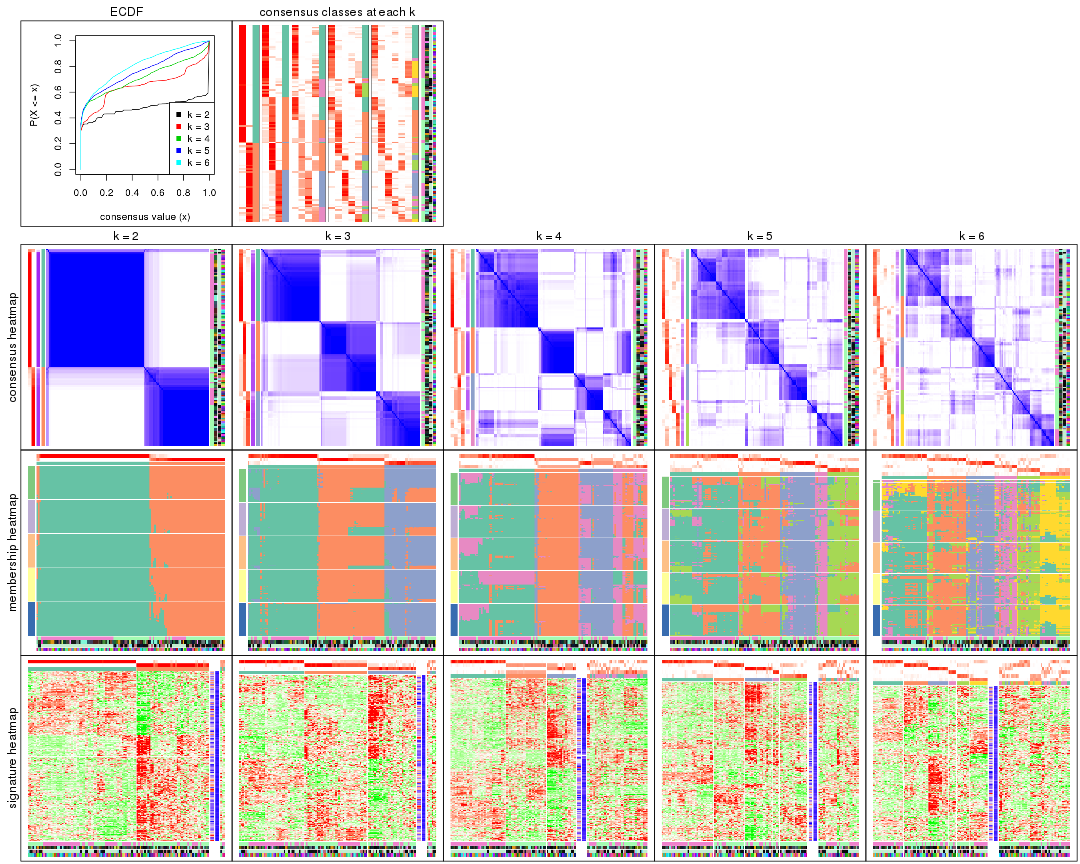 ECDF
consensus classes at each k
P(X <= x)
1.0
0.8
0.6
0.4
0.2
0.0
k = 2
k = 3
k = 4
k = 5
k = 6
0.0 0.2 0.4 0.6 0.8 1.0
consensus value (x)
k = 2
k = 3
k = 4
k = 5
k = 6
consensus heatmap
membership heatmap
signature heatmap